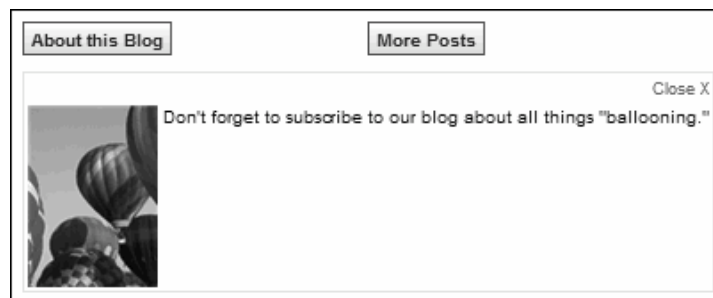 About this Blog
More Posts
Close X
Don't forget to subscribe to our blog about all things "ballooning."